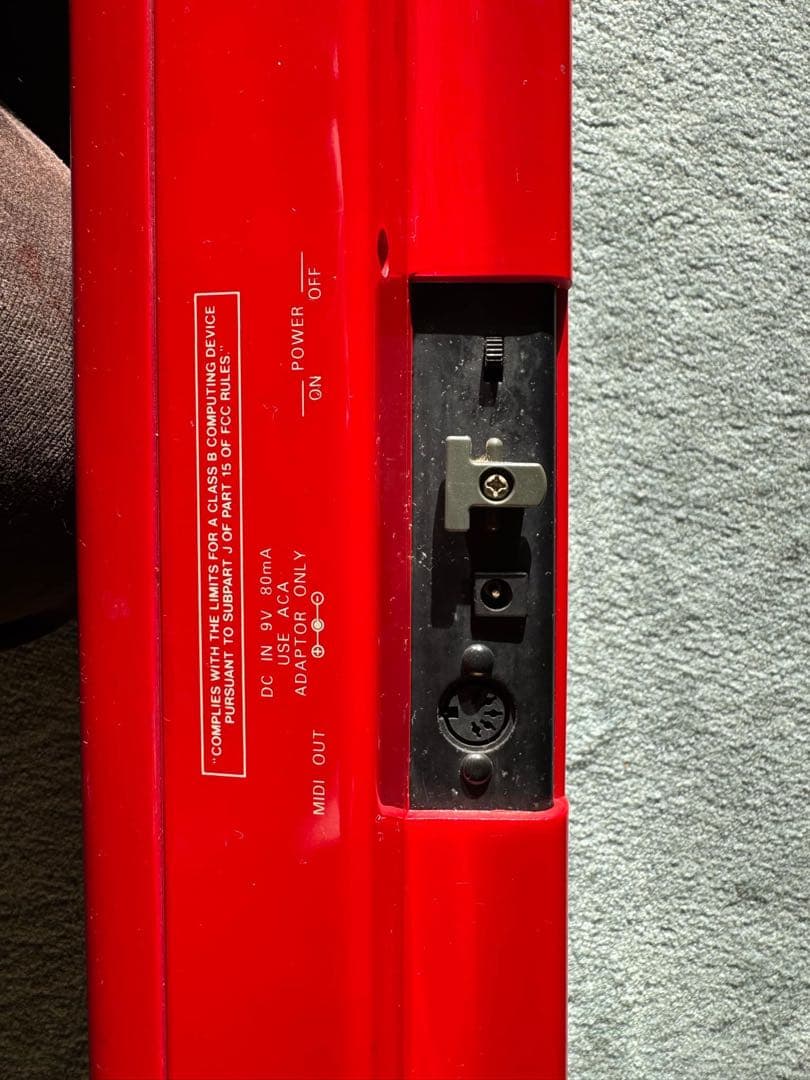 "COMPLIES WITH THE LIMITS FOR A CLASS B COMPUTING DEVICE
PURSUANT TO SUBPART J OF PART 15 OF FCC RULES."
MIDI OUT
DC IN 9V 80mA
USE ACA
ADAPTOR ONLY
POWER
ON
OFF